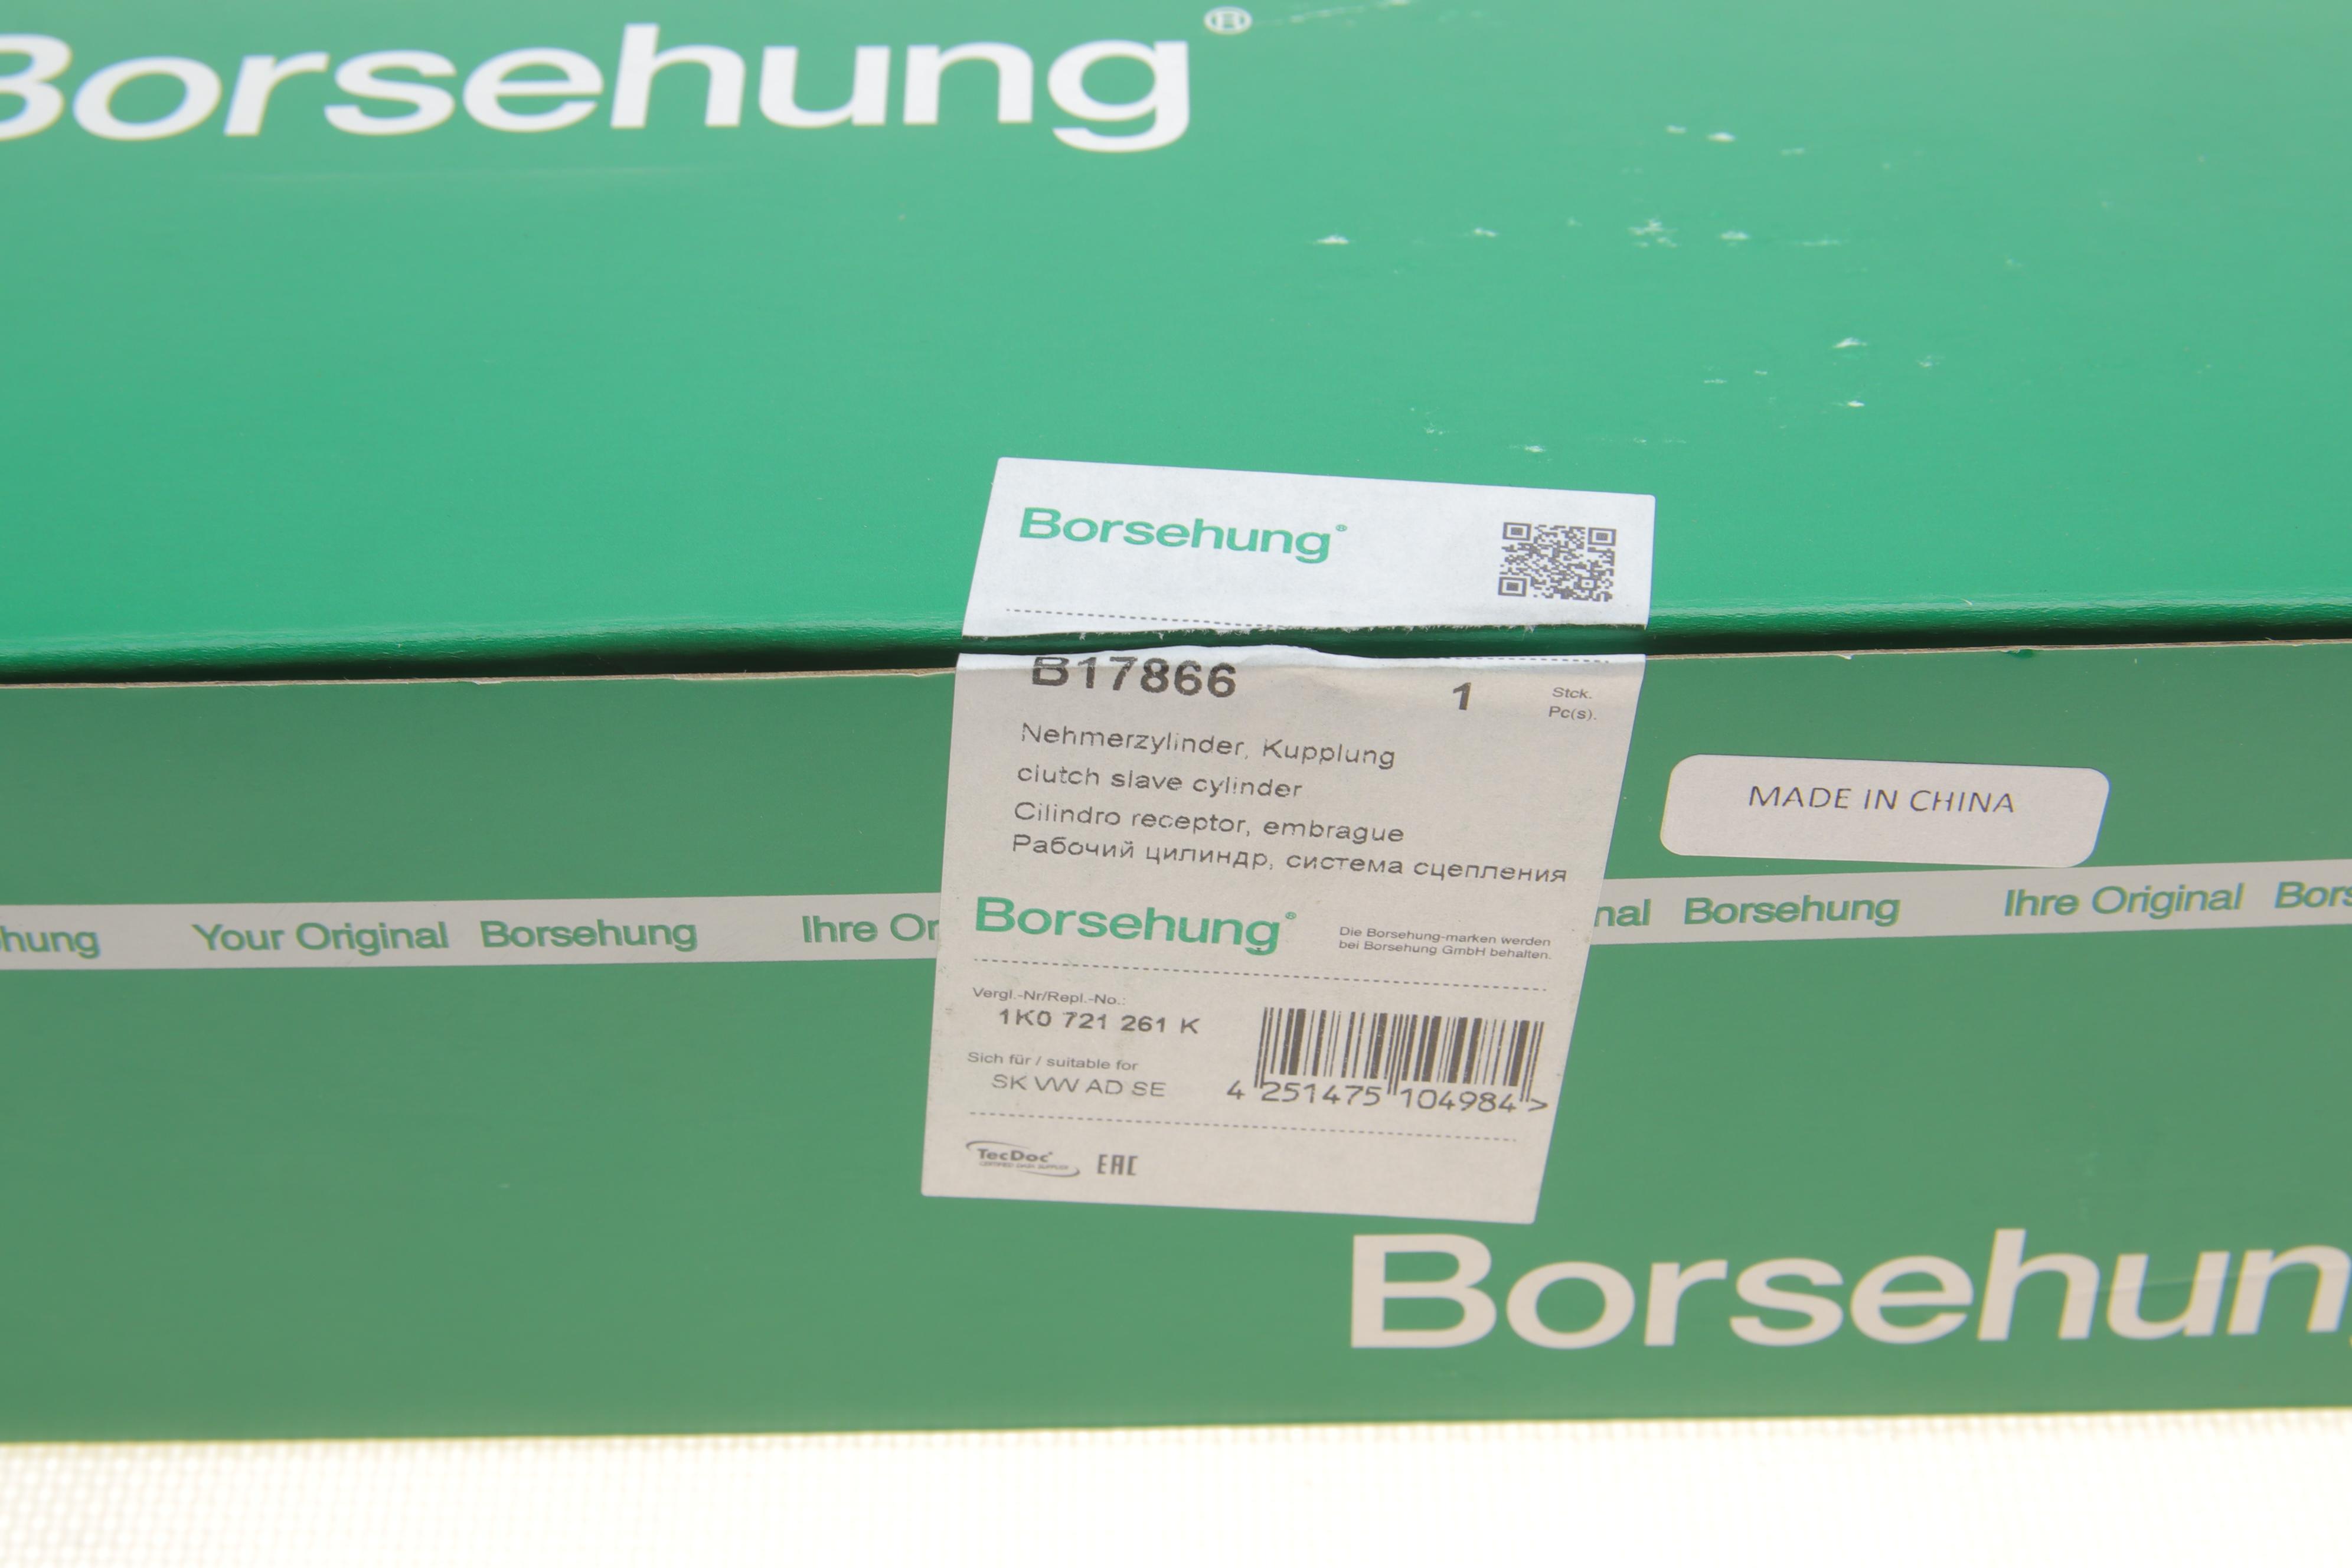 Borsehung®
Borsehung®
B17866 1 Stck.
Pc(s).
Nehmerzylinder, Kupplung
clutch slave cylinder
Cilindro receptor, embrague
Рабочий цилиндр, система сцепления
MADE IN CHINA
hung Your Original Borsehung Ihre Or
nal Borsehung Ihre Original Bors
Borsehung®
Die Borsehung-marken werden
bei Borsehung GmbH behalten.
Vergl.-Nr/Repl.-No.:
1K0 721 261 K
Sich für / suitable for
SK VW AD SE
4 251475 104984 >
TecDoc
CERTIFIED DATA SUPPLIER
EAC
Borsehun